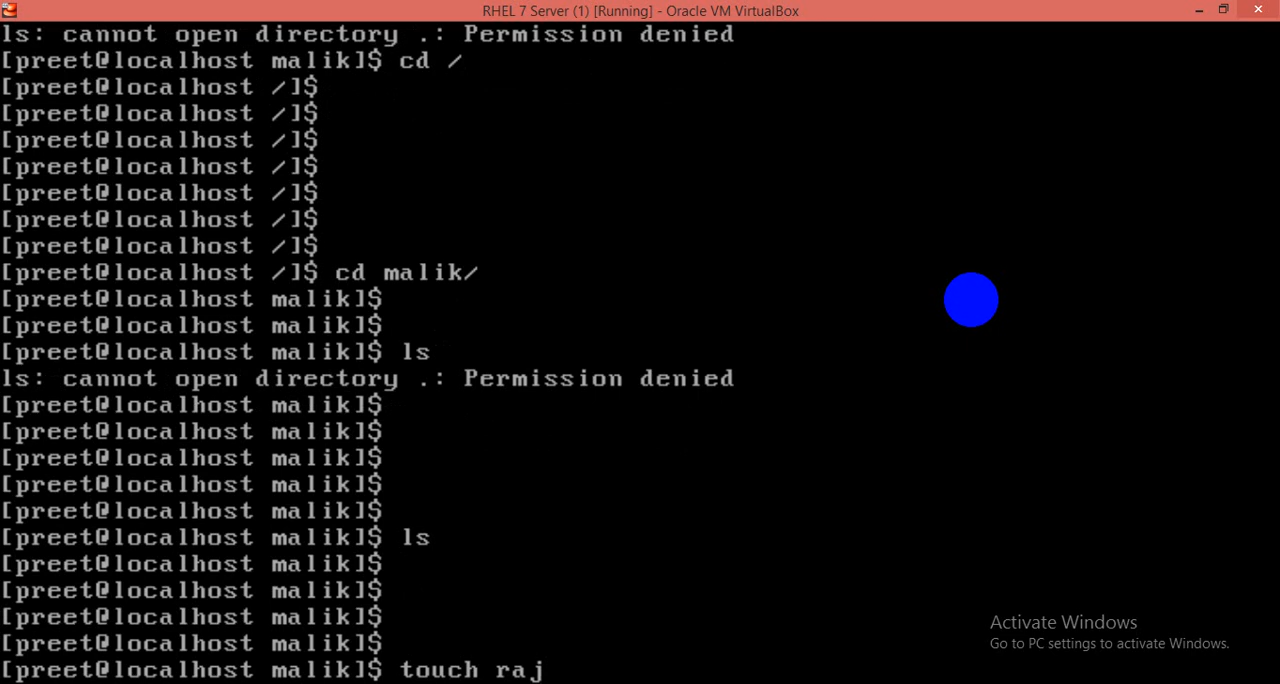 RHEL 7 Server (1) [Running] - Oracle VM VirtualBox
ls: cannot open directory .: Permission denied
[preet@localhost malik]$ cd /
[preet@localhost /]$
[preet@localhost /]$
[preet@localhost /]$
[preet@localhost /]$
[preet@localhost /]$
[preet@localhost /]$
[preet@localhost /]$
[preet@localhost /]$ cd malik/
[preet@localhost malik]$
[preet@localhost malik]$
[preet@localhost malik]$ ls
ls: cannot open directory .: Permission denied
[preet@localhost malik]$
[preet@localhost malik]$
[preet@localhost malik]$
[preet@localhost malik]$
[preet@localhost malik]$
[preet@localhost malik]$ ls
[preet@localhost malik]$
[preet@localhost malik]$
[preet@localhost malik]$
[preet@localhost malik]$
[preet@localhost malik]$ touch raj
Activate Windows
Go to PC settings to activate Windows.